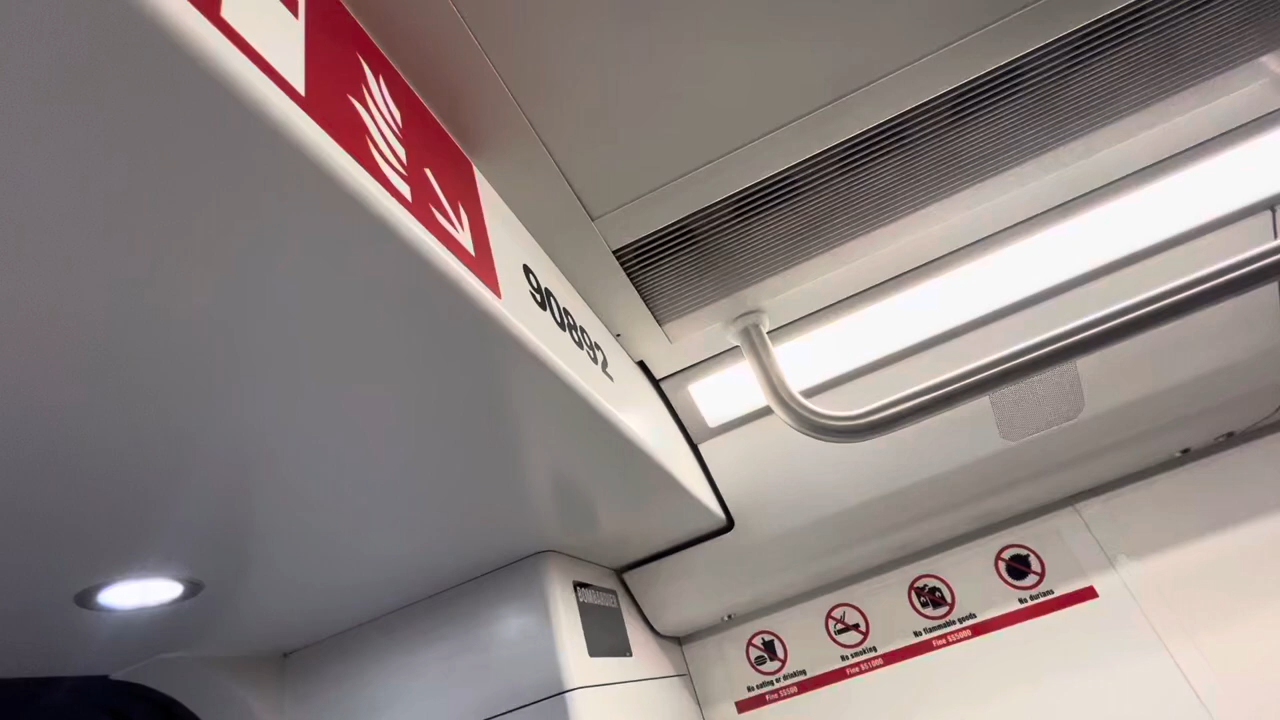 90892
BOMBARDIER
No eating or drinking
No smoking
No flammable goods
No durians
Fine S$500
Fine S$1000
Fine S$5000